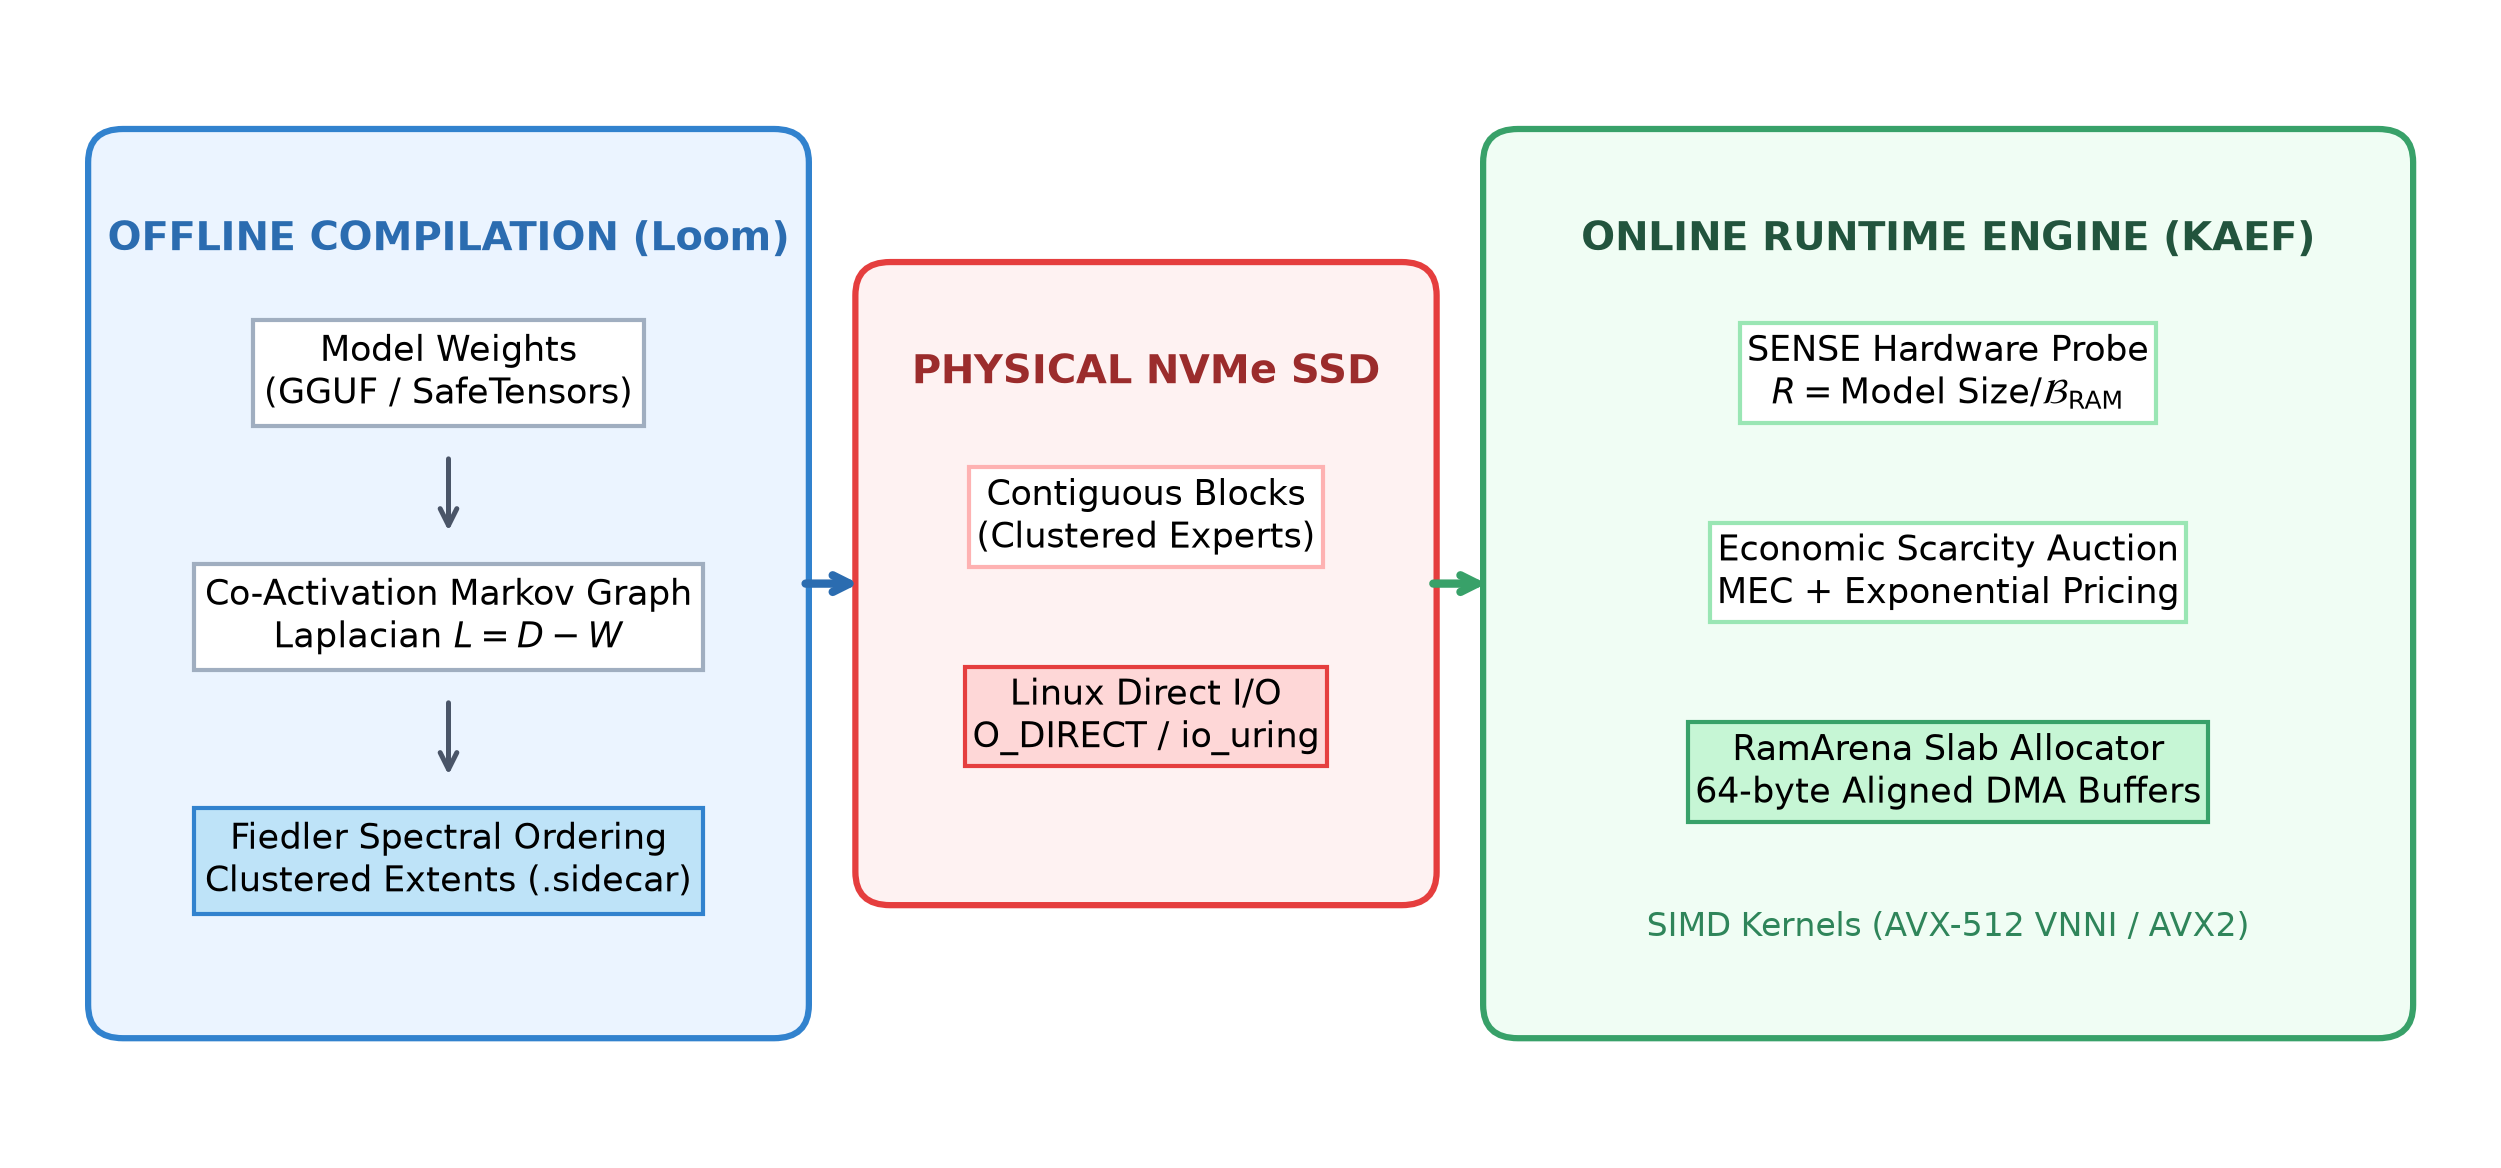 OFFLINE COMPILATION (Loom)
Model Weights
(GGUF / SafeTensors)
Co-Activation Markov Graph
Laplacian L = D − W
Fiedler Spectral Ordering
Clustered Extents (.sidecar)
PHYSICAL NVMe SSD
Contiguous Blocks
(Clustered Experts)
Linux Direct I/O
O_DIRECT / io_uring
ONLINE RUNTIME ENGINE (KAEF)
SENSE Hardware Probe
R = Model Size/ℬ_RAM
Economic Scarcity Auction
MEC + Exponential Pricing
RamArena Slab Allocator
64-byte Aligned DMA Buffers
SIMD Kernels (AVX-512 VNNI / AVX2)